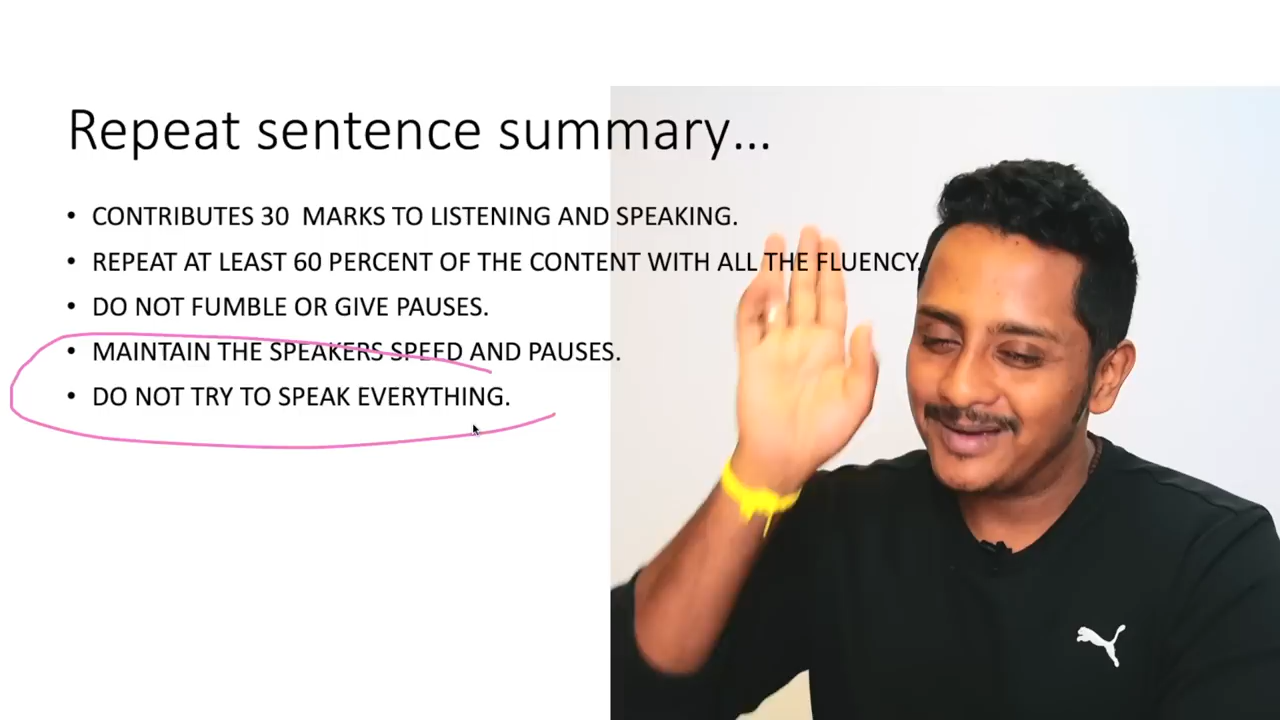 Repeat sentence summary...
• CONTRIBUTES 30 MARKS TO LISTENING AND SPEAKING.
• REPEAT AT LEAST 60 PERCENT OF THE CONTENT WITH ALL THE FLUENCY.
• DO NOT FUMBLE OR GIVE PAUSES.
• MAINTAIN THE SPEAKERS SPEED AND PAUSES.
• DO NOT TRY TO SPEAK EVERYTHING.